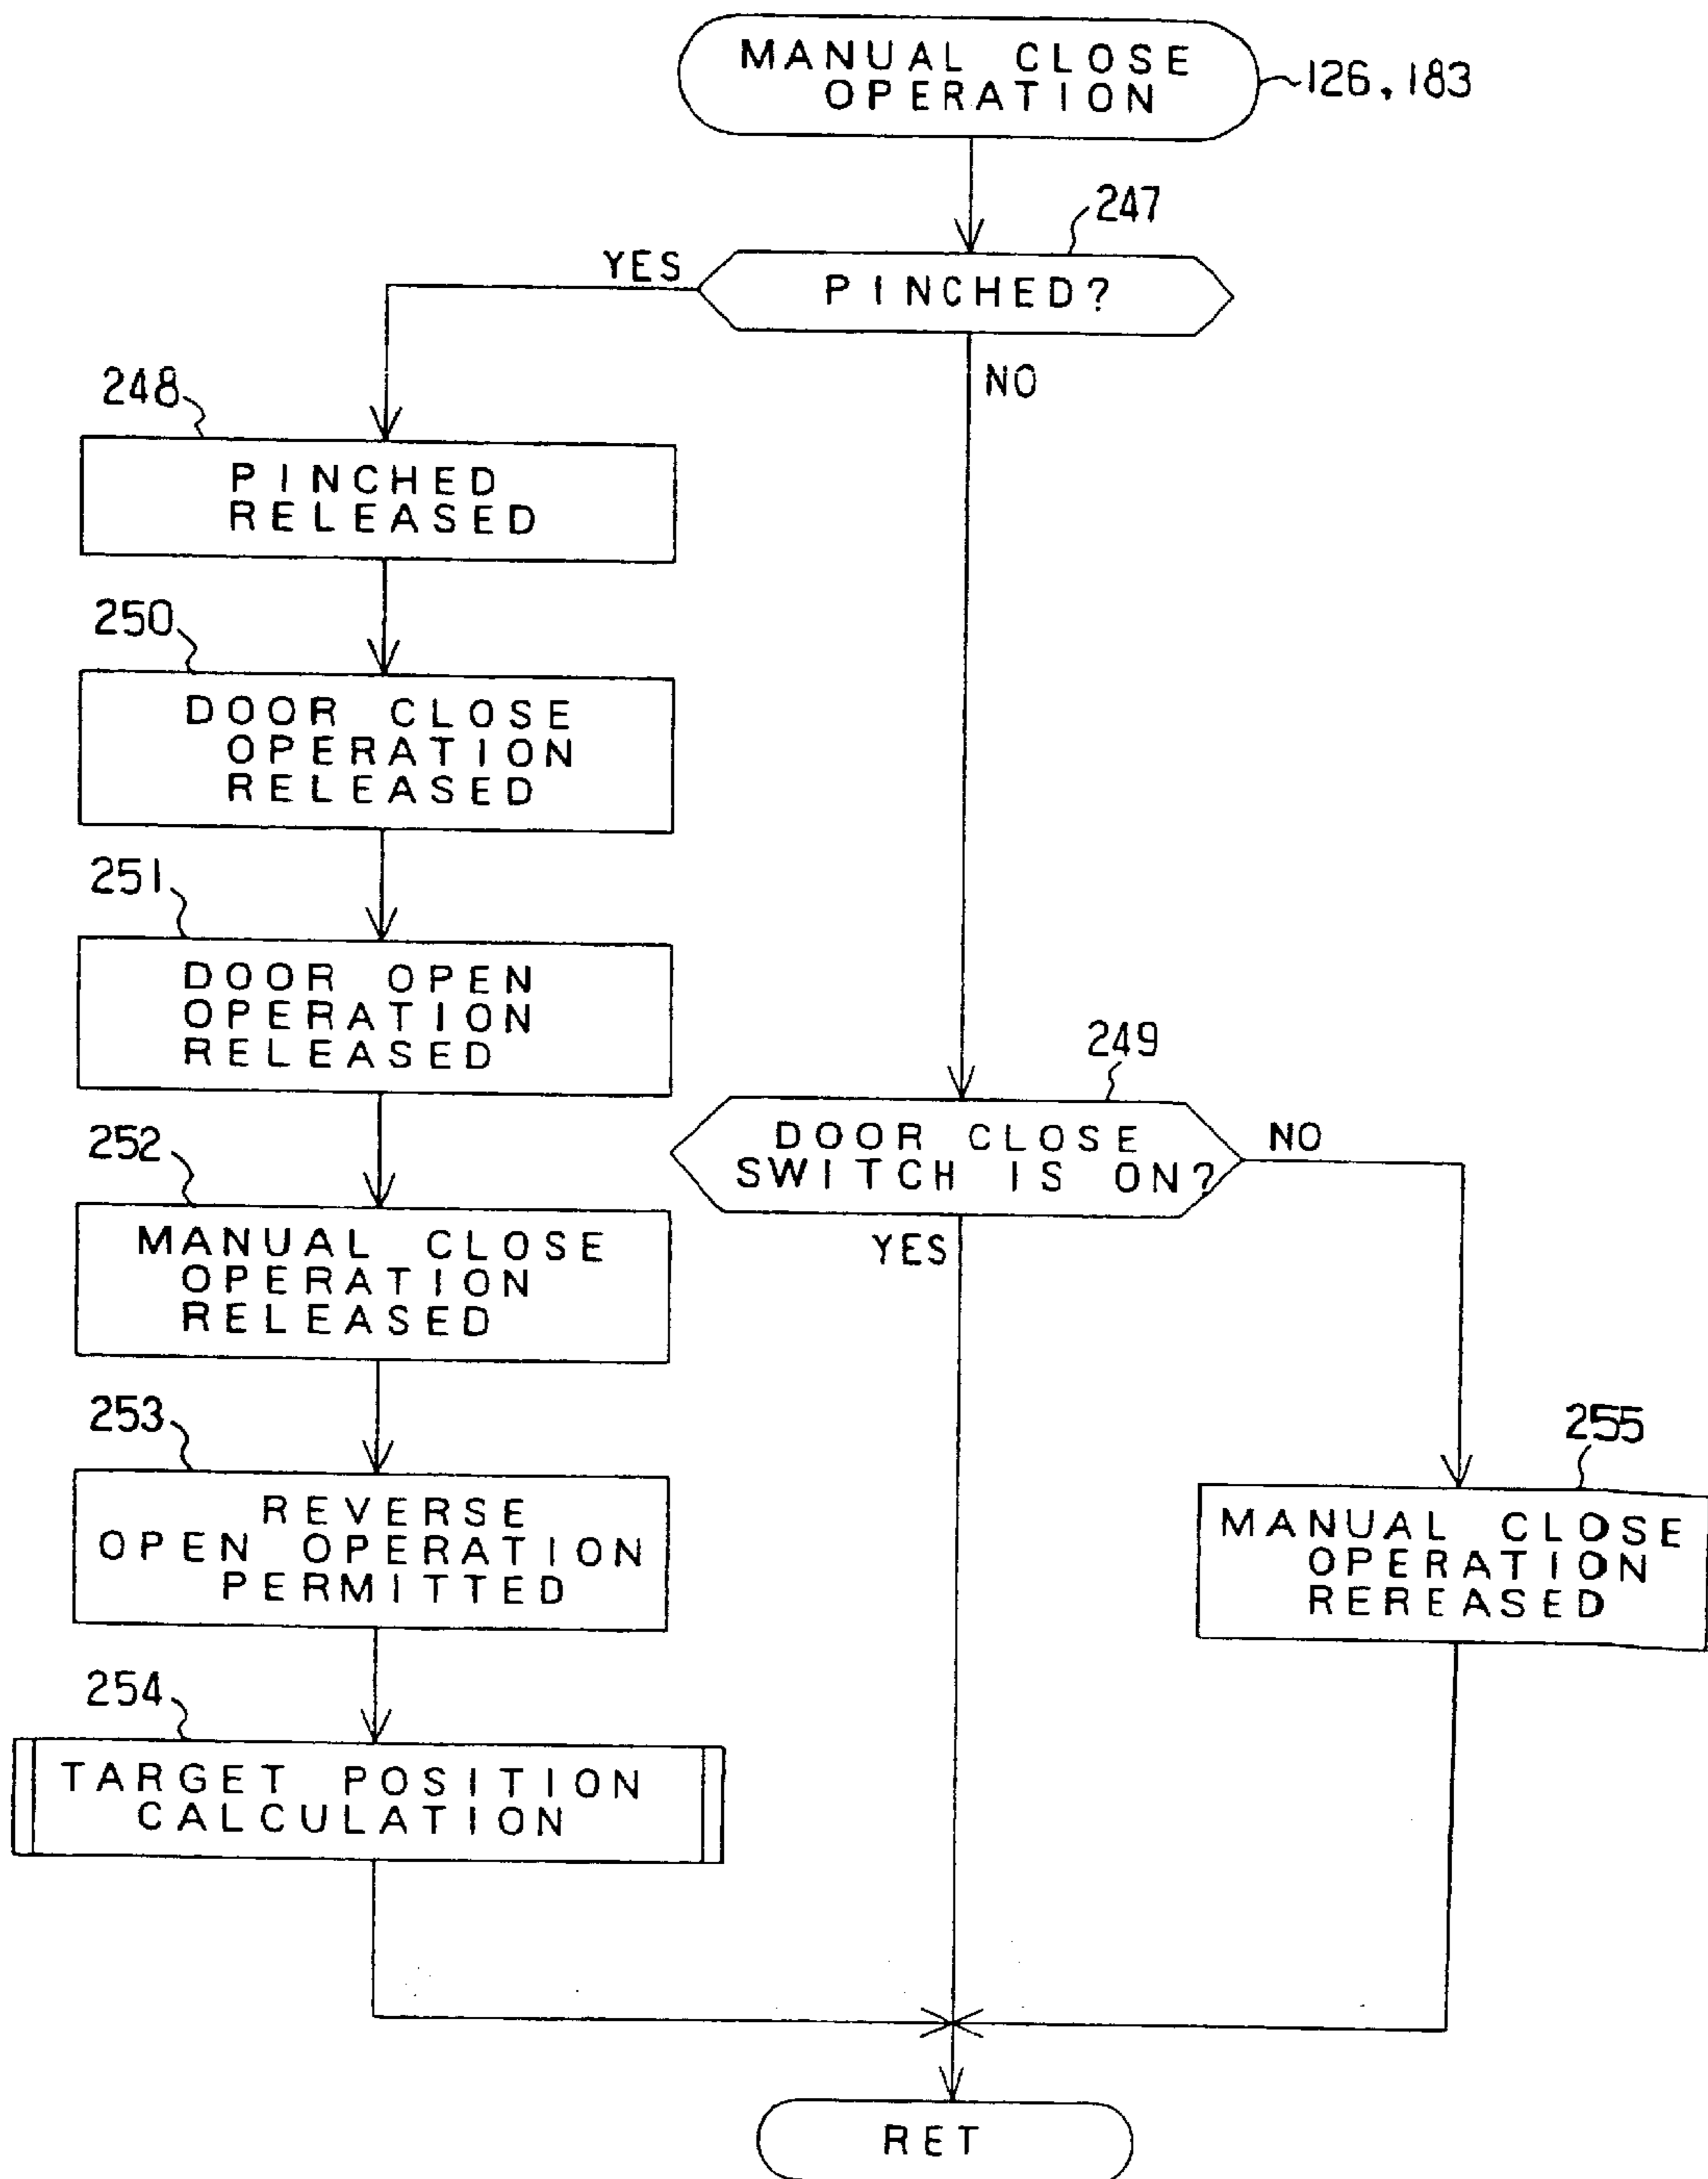 MANUAL CLOSE
OPERATION
126, 183
247
YES
PINCHED?
NO
248
PINCHED
RELEASED
250
DOOR CLOSE
OPERATION
RELEASED
251
DOOR OPEN
OPERATION
RELEASED
249
DOOR CLOSE
SWITCH IS ON?
NO
YES
252
MANUAL CLOSE
OPERATION
RELEASED
253
REVERSE
OPEN OPERATION
PERMITTED
255
MANUAL CLOSE
OPERATION
REREASED
254
TARGET POSITION
CALCULATION
RET